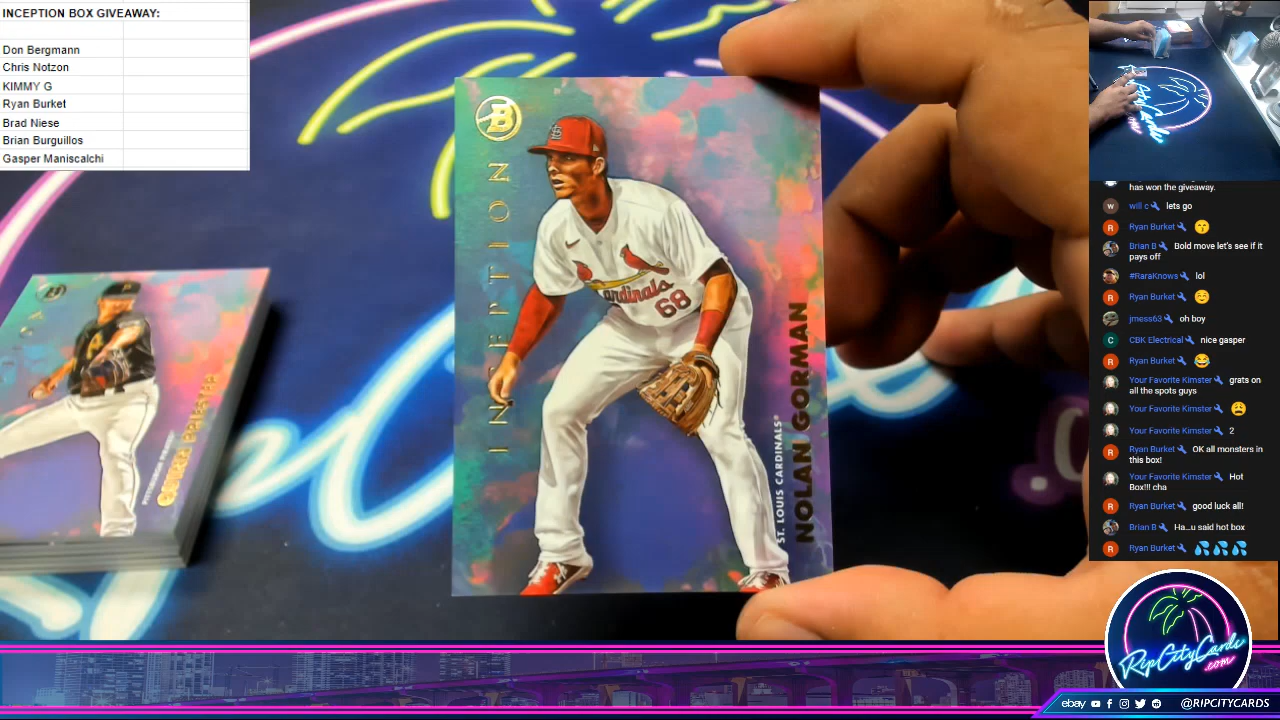 INCEPTION BOX GIVEAWAY:
Don Bergmann
Chris Notzon
KIMMY G
Ryan Burket
Brad Niese
Brian Burguillos
Gasper Maniscalchi
B
INCEPTION
Cardinals
68
ST. LOUIS CARDINALS®
NOLAN GORMAN
P
has won the giveaway.
will c lets go
Ryan Burket
Brian B Bold move let's see if it
pays off
#RaraKnows lol
Ryan Burket
jmess63 oh boy
CBK Electrical nice gasper
Ryan Burket
Your Favorite Kimster grats on
all the spots guys
Your Favorite Kimster
Your Favorite Kimster 2
Ryan Burket OK all monsters in
this box!
Your Favorite Kimster Hot
Box!!! cha
Ryan Burket good luck all!
Brian B Ha...u said hot box
Ryan Burket
RipCityCards
.com
ebay
@RIPCITYCARDS